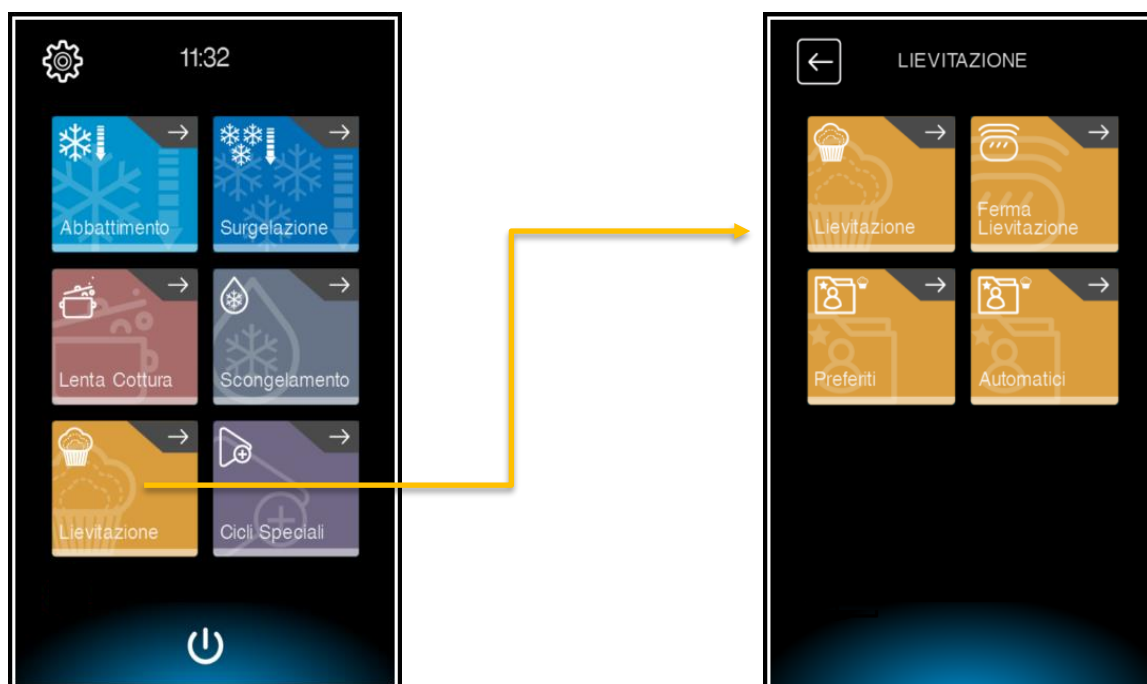 11:32
Abbattimento
Surgelazione
Lenta Cottura
Scongelamento
Lievitazione
Cicli Speciali
LIEVITAZIONE
Lievitazione
Ferma
Lievitazione
Preferiti
Automatici